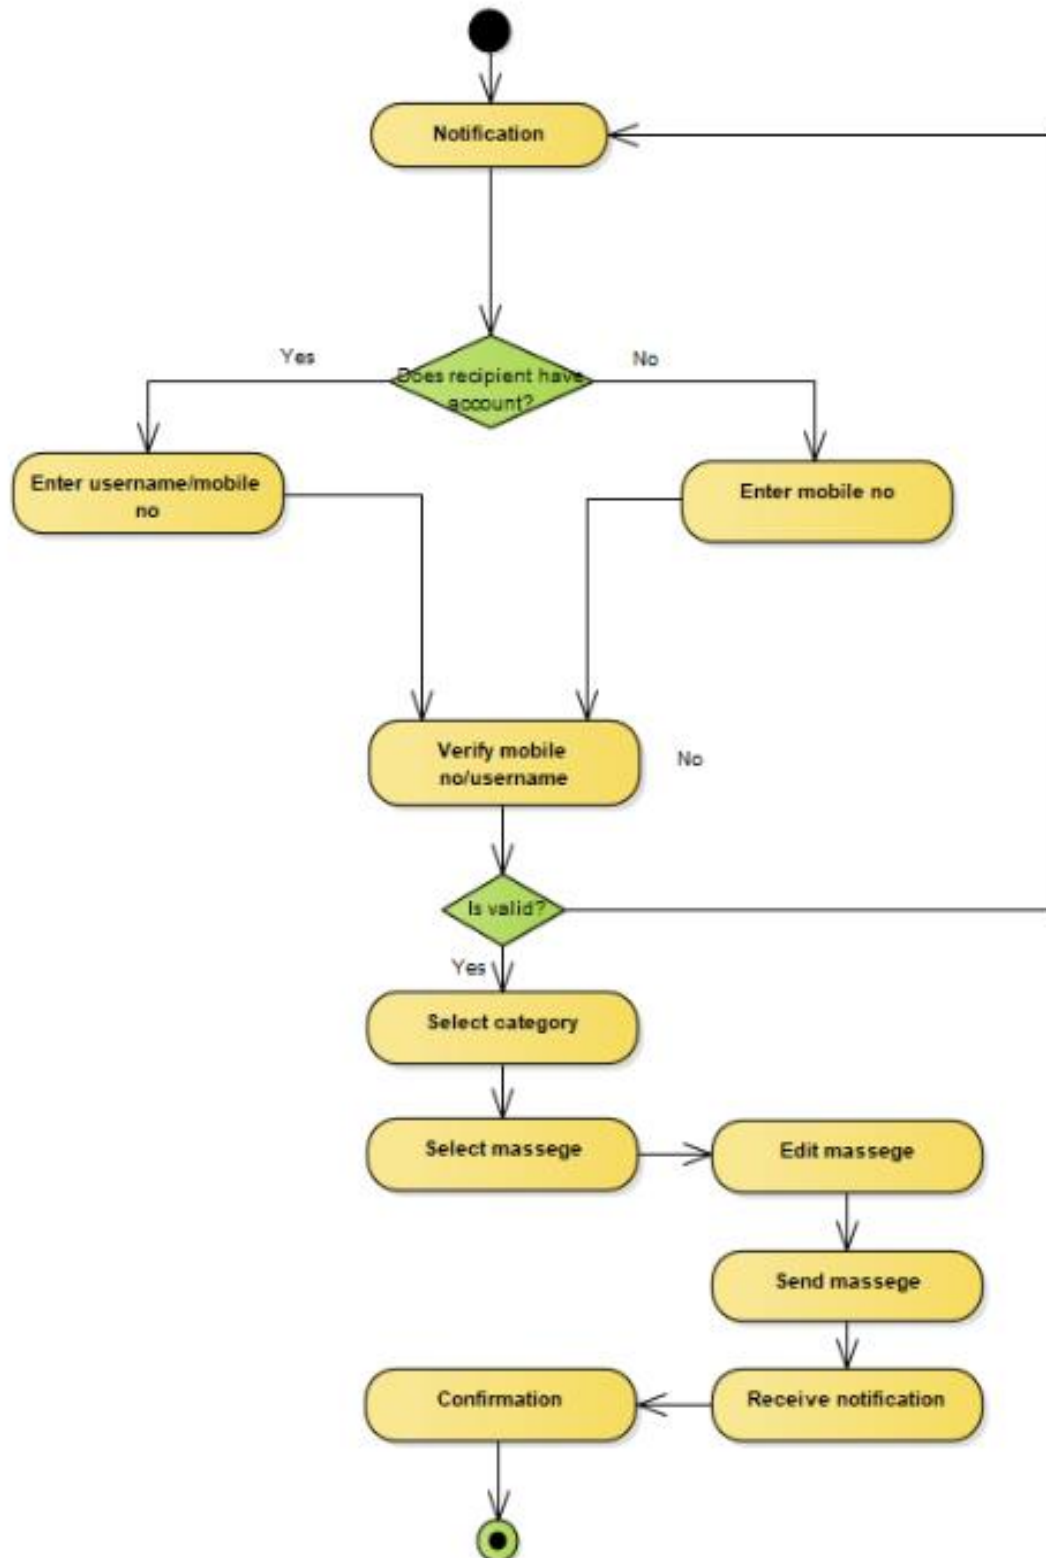 Notification
Yes
No
Does recipient have
account?
Enter username/mobile
no
Enter mobile no
Verify mobile
no/username
No
Is valid?
Yes
Select category
Select massege
Edit massege
Send massege
Confirmation
Receive notification